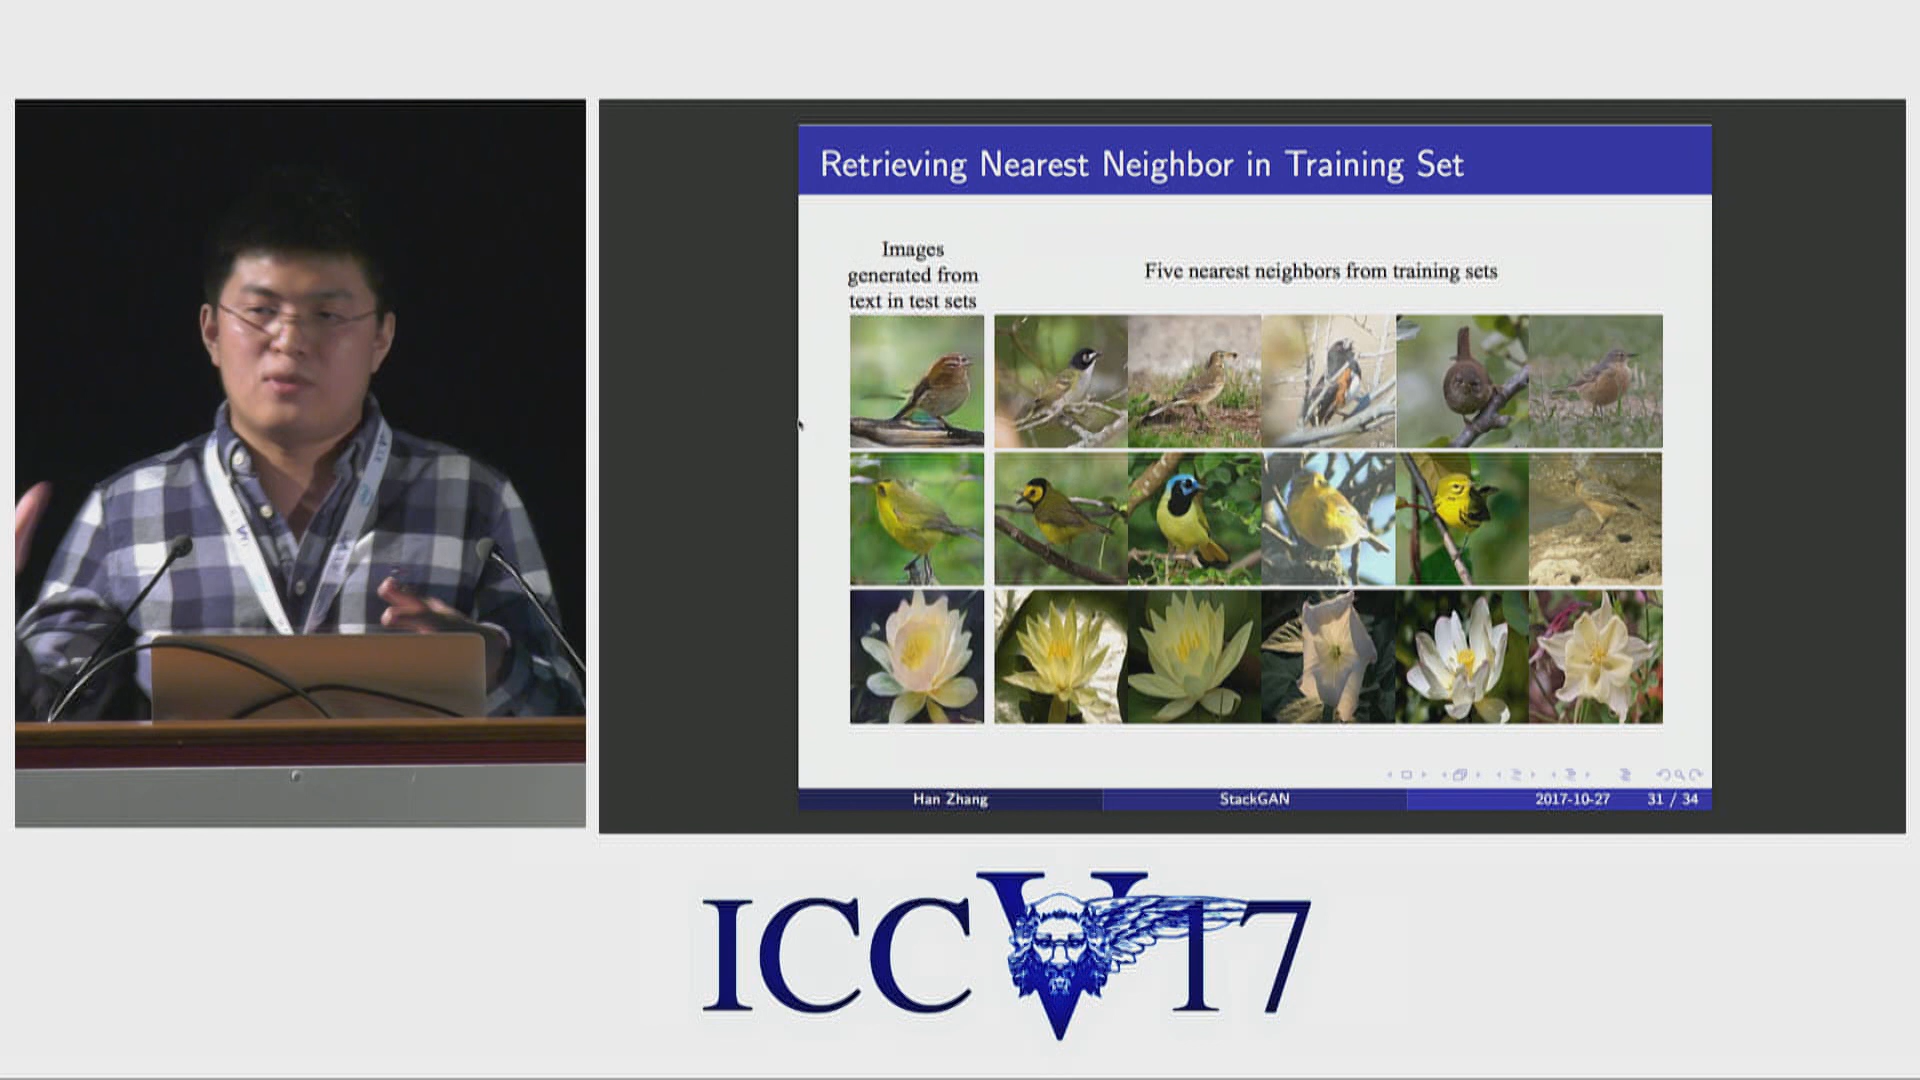 Retrieving Nearest Neighbor in Training Set
Images
generated from
text in test sets
Five nearest neighbors from training sets
Han Zhang
StackGAN
2017-10-27
31 / 34
ICCV17